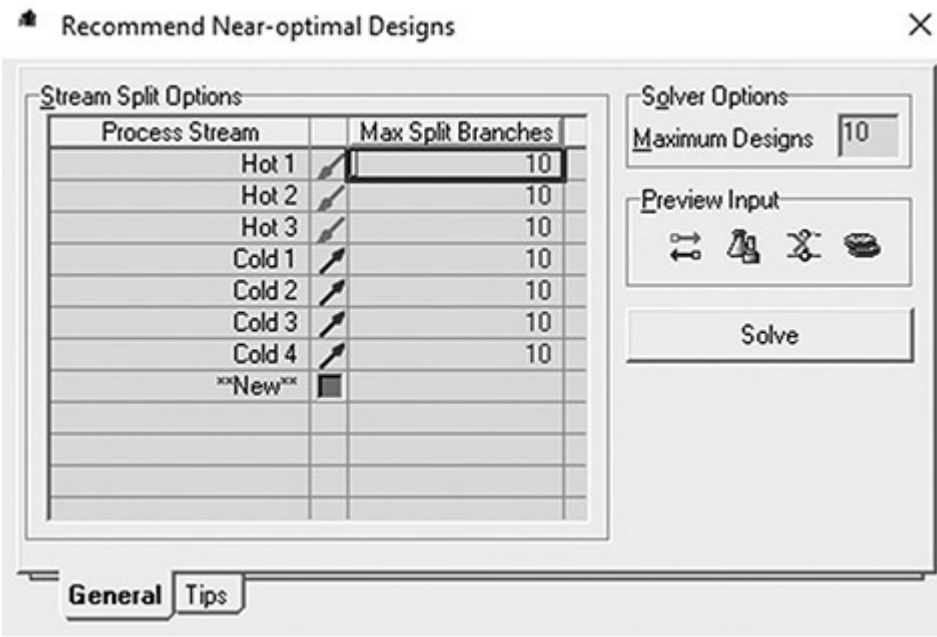 Recommend Near-optimal Designs
Stream Split Options
Process Stream Max Split Branches
Hot 1 10
Hot 2 10
Hot 3 10
Cold 1 10
Cold 2 10
Cold 3 10
Cold 4 10
**New**
Solver Options
Maximum Designs 10
Preview Input
Solve
General Tips